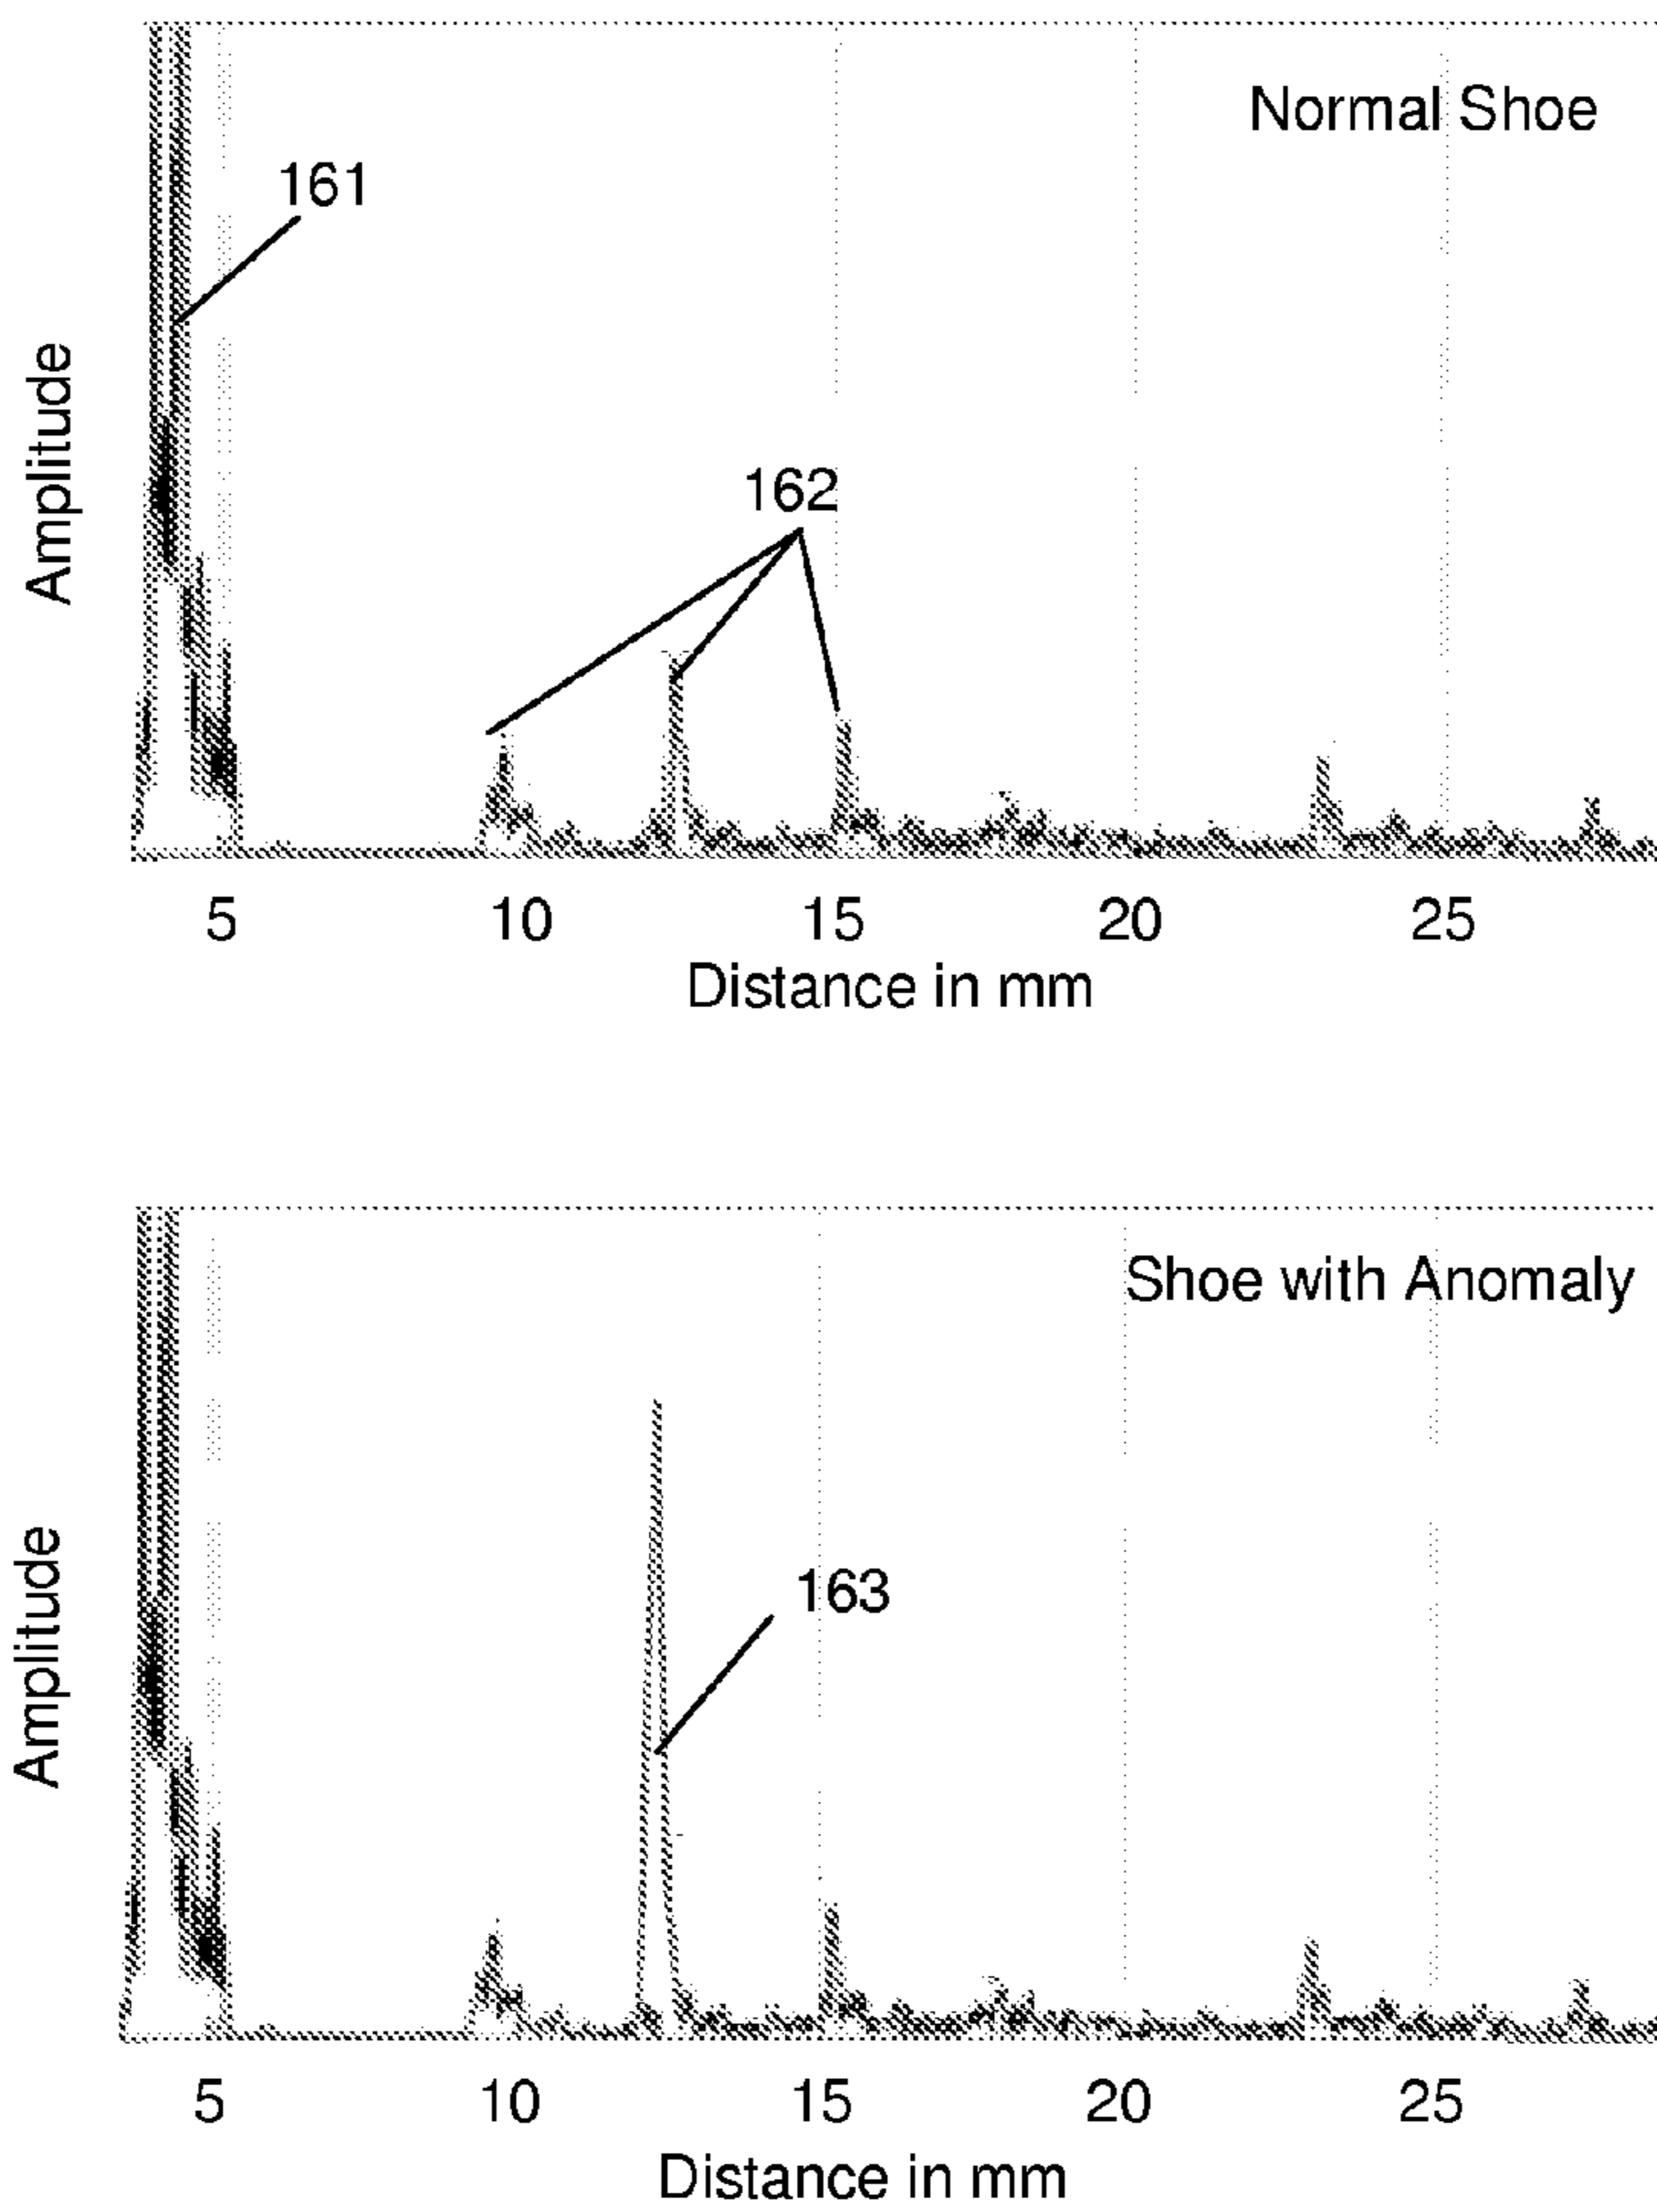 Normal Shoe
161
Amplitude
162
5 10 15 20 25
Distance in mm
Shoe with Anomaly
Amplitude
163
5 10 15 20 25
Distance in mm